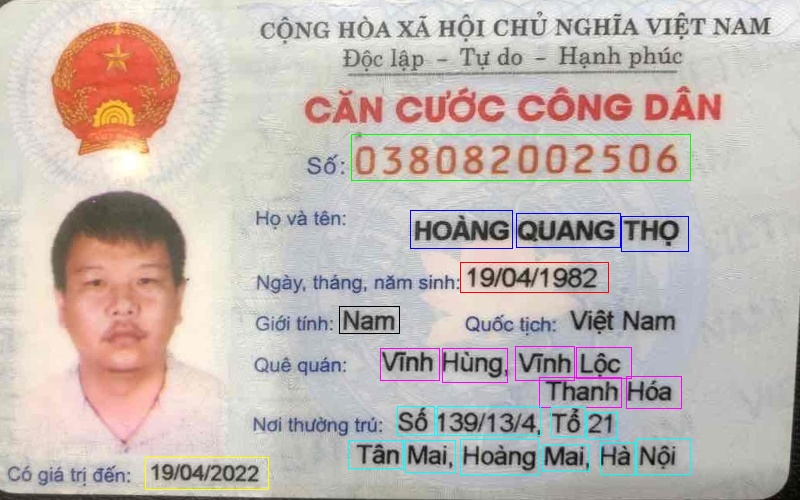 CỘNG HÒA XÃ HỘI CHỦ NGHĨA VIỆT NAM
Độc lập - Tự do - Hạnh phúc
CĂN CƯỚC CÔNG DÂN
Số: 038082002506
Họ và tên: HOÀNG QUANG THỌ
Ngày, tháng, năm sinh: 19/04/1982
Giới tính: Nam Quốc tịch: Việt Nam
Quê quán: Vĩnh Hùng, Vĩnh Lộc
Thanh Hóa
Nơi thường trú: Số 139/13/4, Tổ 21
Tân Mai, Hoàng Mai, Hà Nội
Có giá trị đến: 19/04/2022